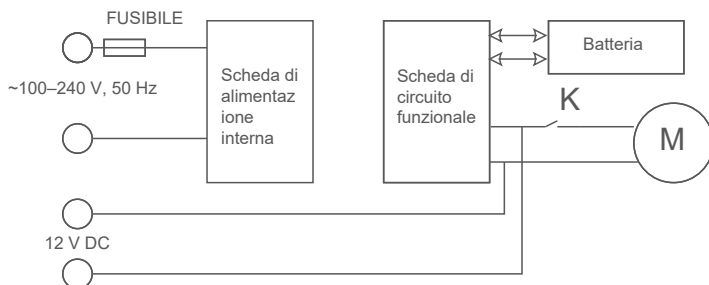 FUSIBILE
~100–240 V, 50 Hz
Scheda di
alimentaz
ione
interna
Scheda di
circuito
funzionale
Batteria
K
M
12 V DC